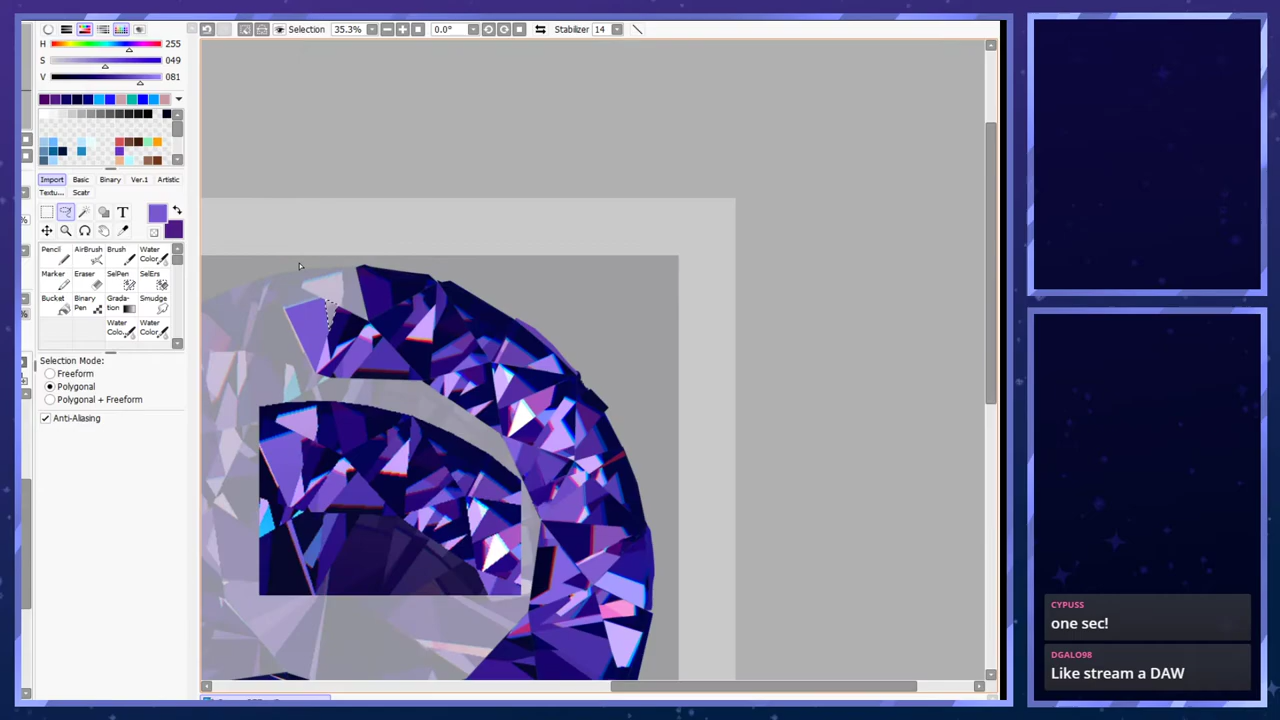 Selection 35.3% 0.0° Stabilizer 14
H 255
S 049
V 081
Import Basic Binary Ver.1 Artistic
Textu... Scatr
T
Pencil AirBrush Brush Water Color
Marker Eraser SelPen SelErs
Bucket Binary Pen Grada-tion Smudge
Water Colo... Water Color
Selection Mode:
Freeform
Polygonal
Polygonal + Freeform
Anti-Aliasing
CYPUSS
one sec!
DGALO98
Like stream a DAW